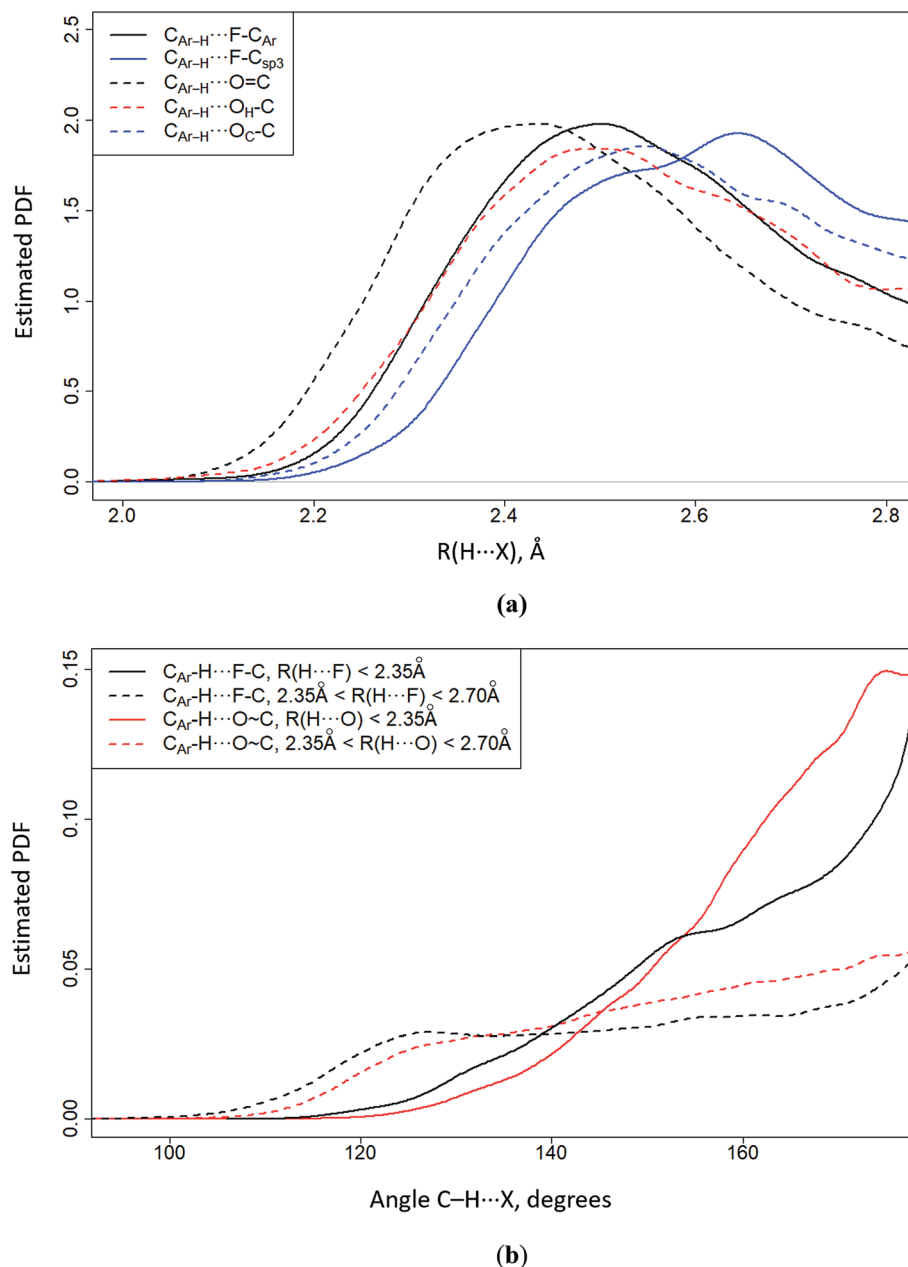 2.5
2.0
1.5
1.0
0.5
0.0
Estimated PDF
C_Ar–H···F-C_Ar
C_Ar–H···F-C_sp3
C_Ar–H···O=C
C_Ar–H···O_H-C
C_Ar–H···O_C-C
2.0 2.2 2.4 2.6 2.8
R(H···X), Å
(a)
0.15
0.10
0.05
0.00
Estimated PDF
C_Ar-H···F-C, R(H···F) < 2.35Å
C_Ar-H···F-C, 2.35Å < R(H···F) < 2.70Å
C_Ar-H···O~C, R(H···O) < 2.35Å
C_Ar-H···O~C, 2.35Å < R(H···O) < 2.70Å
100 120 140 160
Angle C–H···X, degrees
(b)